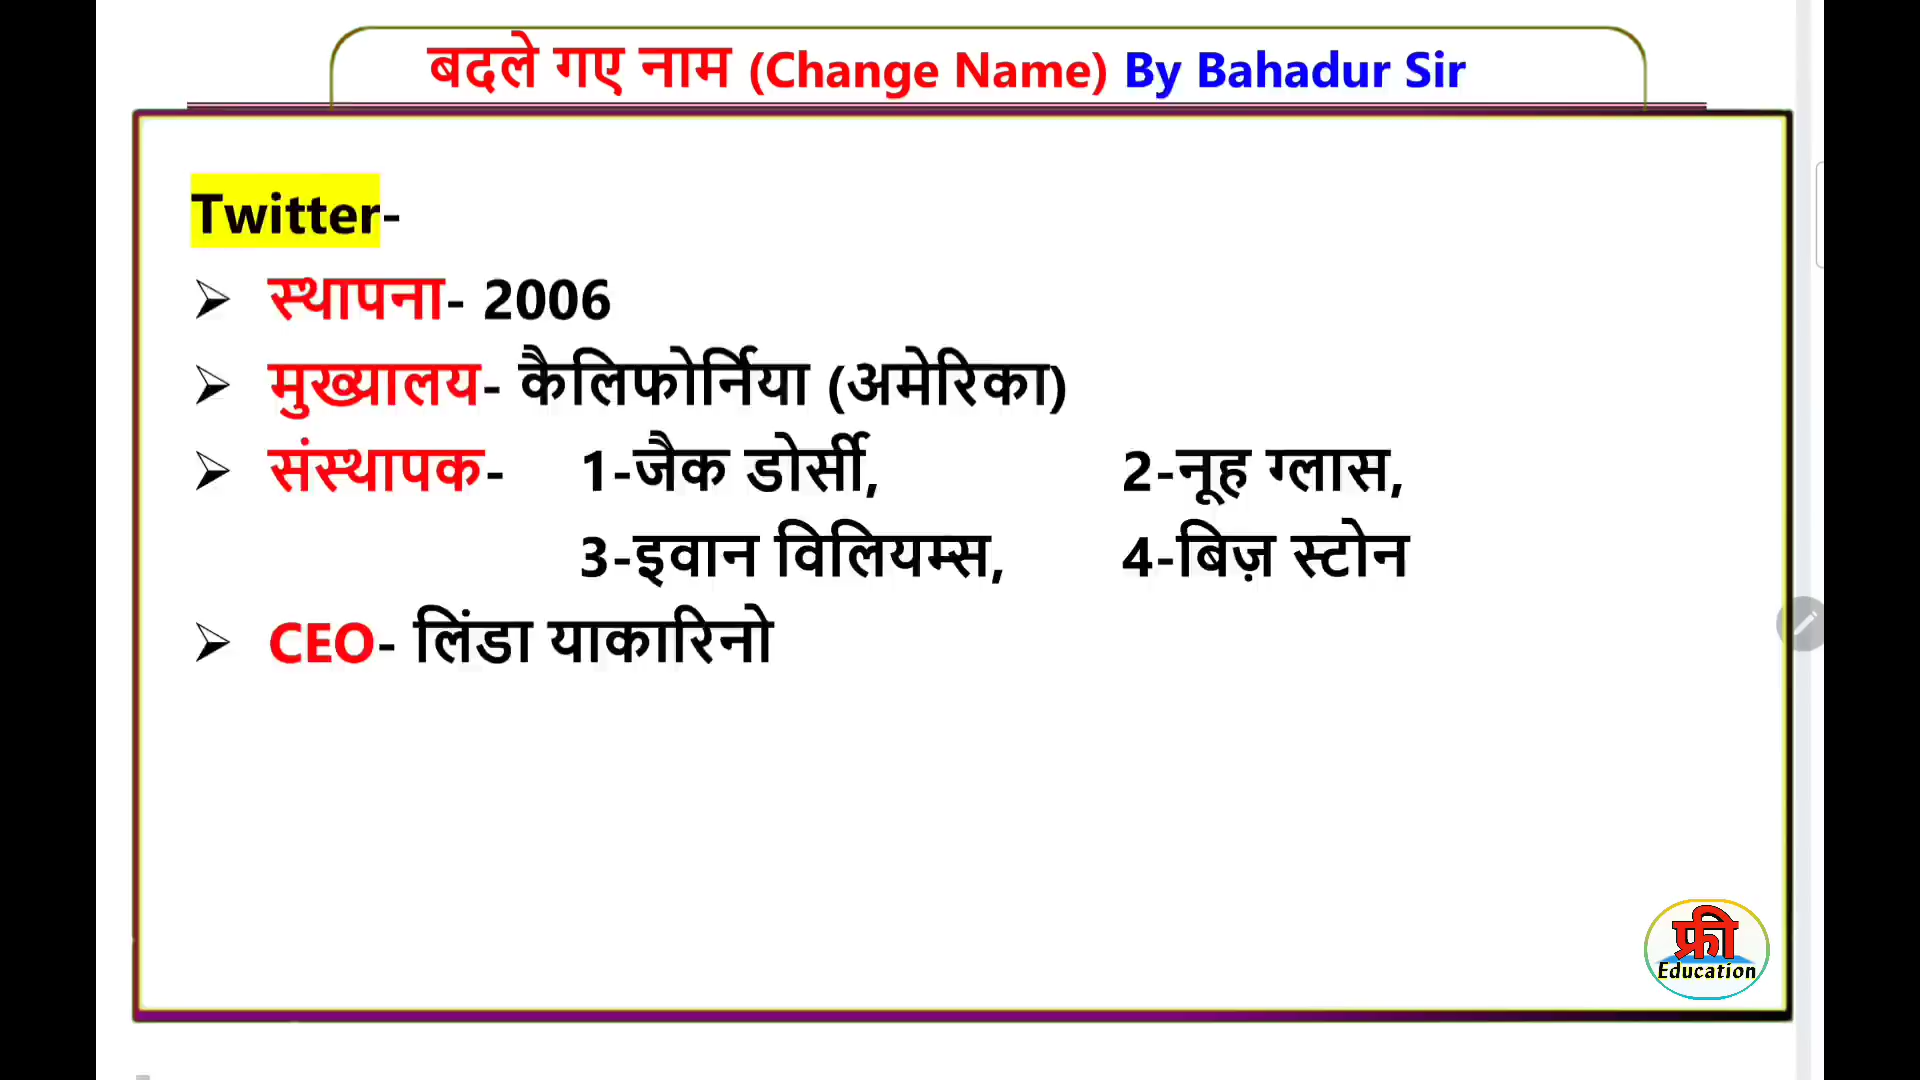 बदले गए नाम (Change Name) By Bahadur Sir
Twitter-
➢ स्थापना- 2006
➢ मुख्यालय- कैलिफोर्निया (अमेरिका)
➢ संस्थापक- 1-जैक डोर्सी, 2-नूह ग्लास,
3-इवान विलियम्स, 4-बिज़ स्टोन
➢ CEO- लिंडा याकारिनो
फ्री
Education